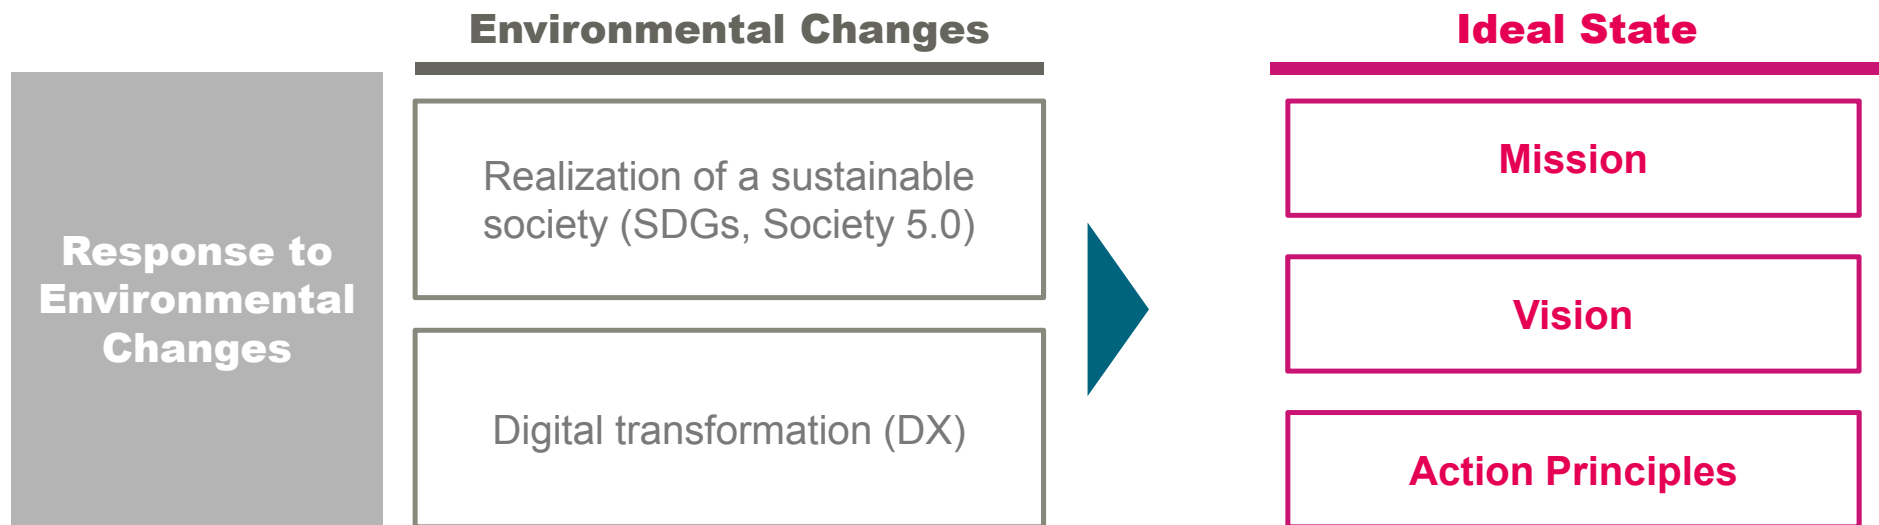 Environmental Changes
Ideal State
Response to
Environmental
Changes
Realization of a sustainable
society (SDGs, Society 5.0)
Digital transformation (DX)
Mission
Vision
Action Principles